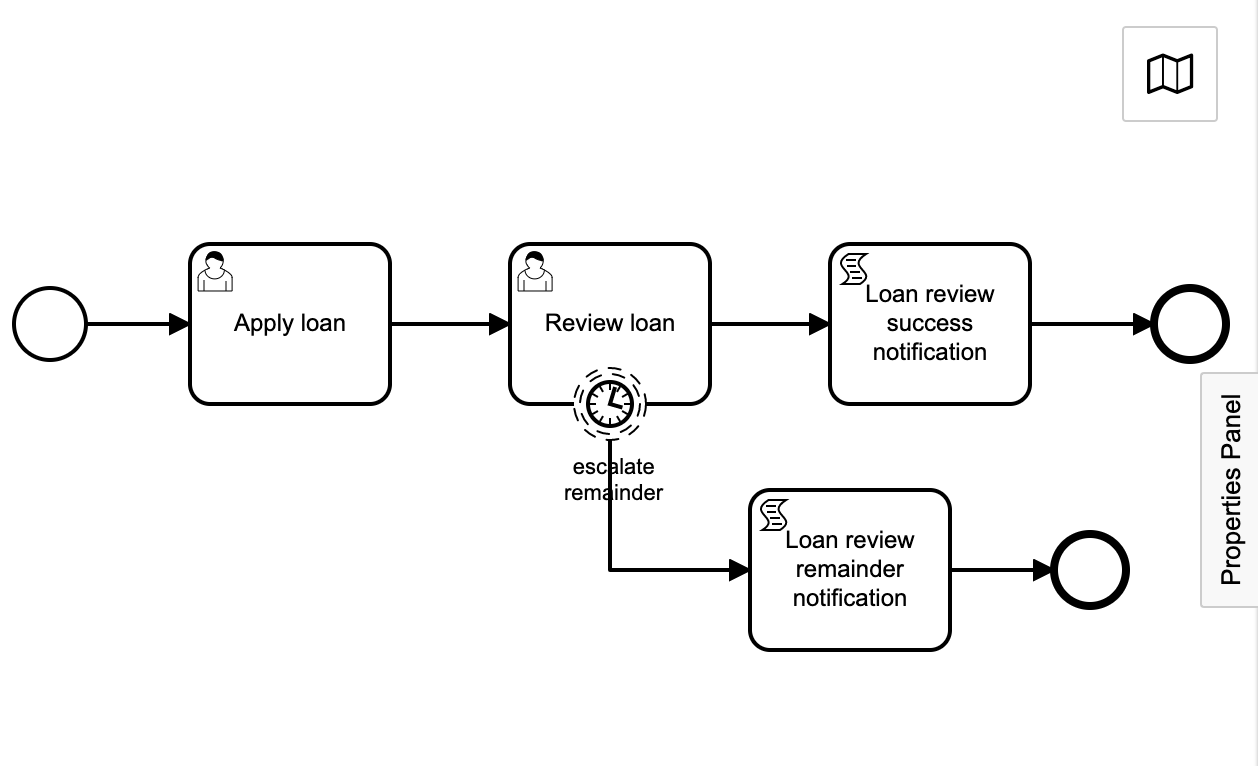 Apply loan
Review loan
Loan review
success
notification
escalate
remainder
Loan review
remainder
notification
Properties Panel